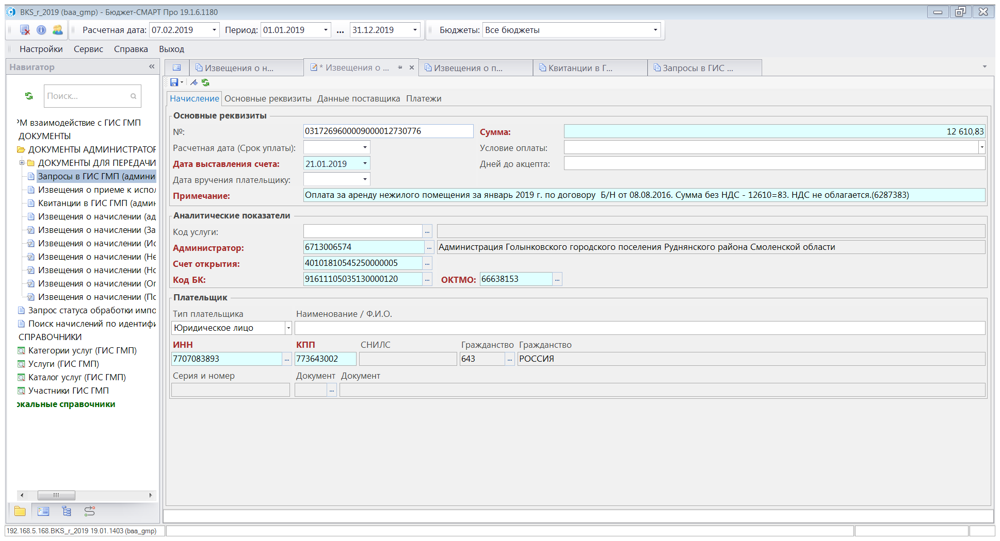 BKS_r_2019 (baa_gmp) - Бюджет-СМАРТ Про 19.1.6.1180
Расчетная дата: 07.02.2019 Период: 01.01.2019 ... 31.12.2019 Бюджеты: Все бюджеты
Настройки Сервис Справка Выход
Навигатор «
Извещения о н...
* Извещения о ...
Извещения о п...
Квитанции в Г...
Запросы в ГИС ...
Поиск...
РМ взаимодействие с ГИС ГМП
ДОКУМЕНТЫ
ДОКУМЕНТЫ АДМИНИСТРАТОР
ДОКУМЕНТЫ ДЛЯ ПЕРЕДАЧИ
Запросы в ГИС ГМП (админи
Извещения о приеме к испол
Квитанции в ГИС ГМП (админ
Извещения о начислении (ад
Извещения о начислении (За
Извещения о начислении (Ис
Извещения о начислении (Не
Извещения о начислении (Но
Извещения о начислении (Ог
Извещения о начислении (По
Запрос статуса обработки импо
Поиск начислений по идентифи
СПРАВОЧНИКИ
Категории услуг (ГИС ГМП)
Услуги (ГИС ГМП)
Каталог услуг (ГИС ГМП)
Участники ГИС ГМП
окальные справочники
Начисление Основные реквизиты Данные поставщика Платежи
Основные реквизиты
№: 0317269600009000012730776 Сумма: 12 610,83
Расчетная дата (Срок уплаты): Условие оплаты:
Дата выставления счета: 21.01.2019 Дней до акцепта:
Дата вручения плательщику:
Примечание: Оплата за аренду нежилого помещения за январь 2019 г. по договору  Б/Н от 08.08.2016. Сумма без НДС - 12610=83. НДС не облагается.(6287383)
Аналитические показатели
Код услуги: ...
Администратор: 6713006574 ... Администрация Голынковского городского поселения Руднянского района Смоленской области
Счет открытия: 40101810545250000005 ...
Код БК: 91611105035130000120 ... ОКТМО: 66638153 ...
Плательщик
Тип плательщика Наименование / Ф.И.О.
Юридическое лицо
ИНН КПП СНИЛС Гражданство Гражданство
7707083893 ... 773643002 643 ... РОССИЯ
Серия и номер Документ Документ
...
192.168.5.168.BKS_r_2019 19.01.1403 (baa_gmp)